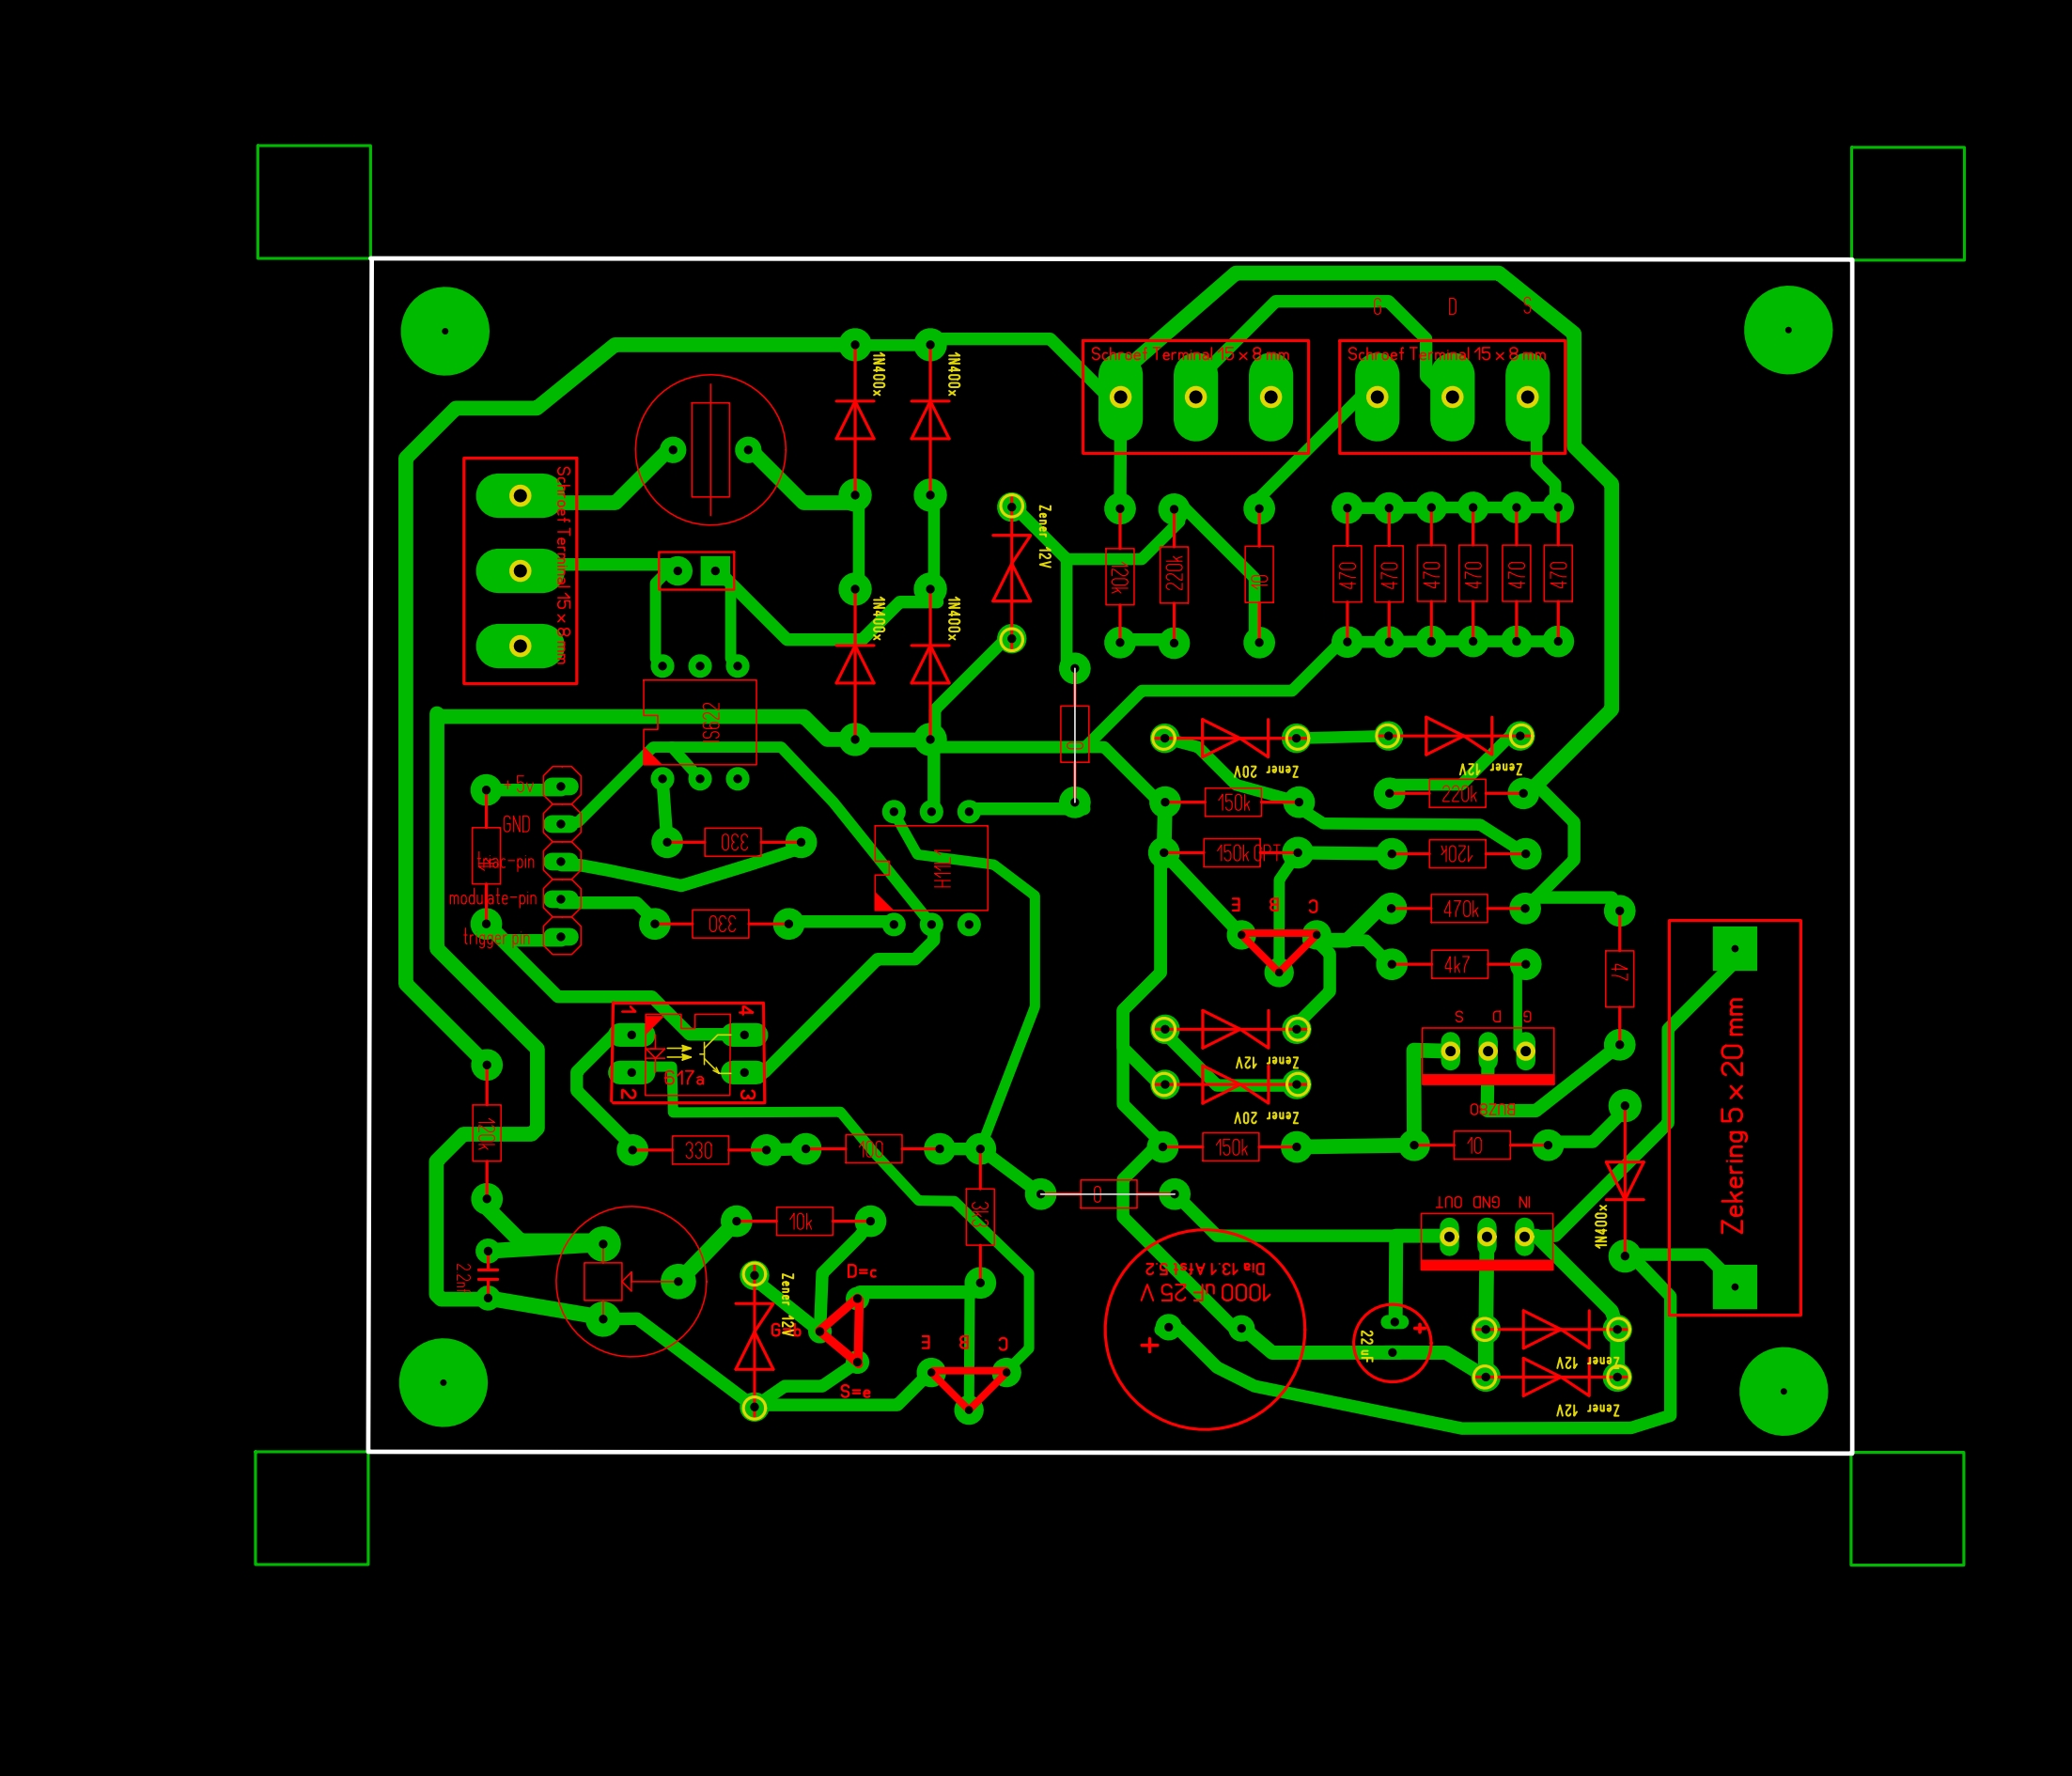 G D S
Schroef Terminal 15 x 8 mm
Schroef Terminal 15 x 8 mm
1N400x
1N400x
Schroef Terminal 15 x 8 mm
Zener 12V
120k
1022
470
470
470
470
470
470
1N400x
1N400x
IS622
0
Zener 20V
Zener 12V
+5v
150k
220k
GND
330
H11L1
150k OPT
120k
triac-pin
1k
modulate-pin
E B C
470k
330
trigger pin
4k7
47
1
4
S D G
817a
2
3
Zener 12V
Zener 20V
BUZ80
120k
330
100
150k
10
Zekering 5 x 20 mm
3k3
0
OUT GND IN
10k
1N400x
22nf
D=c
Zener 12V
Dia 13.1 Afst 5.2
1000 uF 25 V
+
+
22 uF
E B C
S=e
Zener 12V
Zener 12V